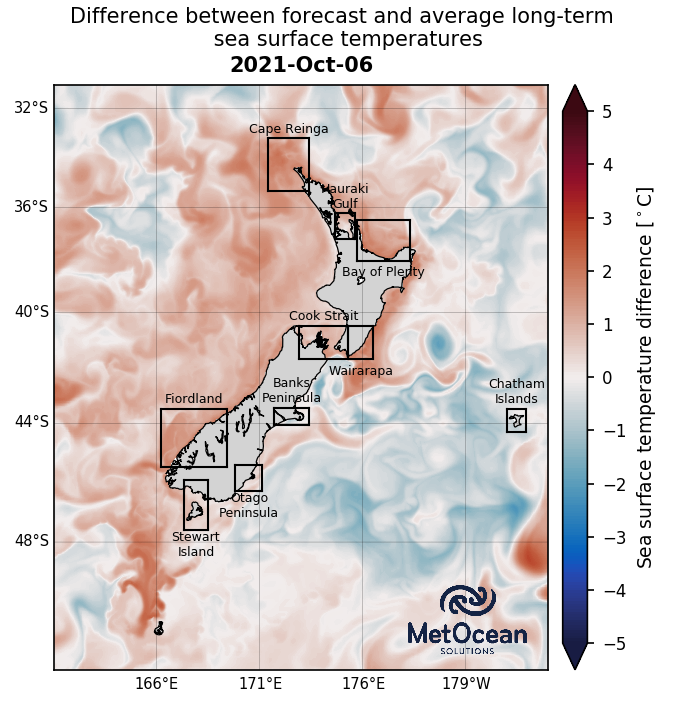 Difference between forecast and average long-term
sea surface temperatures
2021-Oct-06
32°S
36°S
40°S
44°S
48°S
166°E
171°E
176°E
179°W
Cape Reinga
Hauraki
Gulf
Bay of Plenty
Cook Strait
Wairarapa
Banks
Peninsula
Fiordland
Chatham
Islands
Otago
Peninsula
Stewart
Island
MetOcean
SOLUTIONS
5
4
3
2
1
0
−1
−2
−3
−4
−5
Sea surface temperature difference [°C]